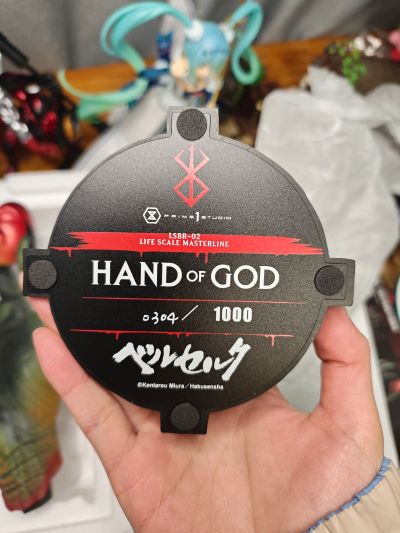 PRIME 1 STUDIO
LSBR-02
LIFE SCALE MASTERLINE
HAND OF GOD
0304 / 1000
ベルセルク
©Kentarou Miura/Hakusensha